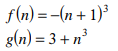 f(n) = −(n + 1)³
g(n) = 3 + n³